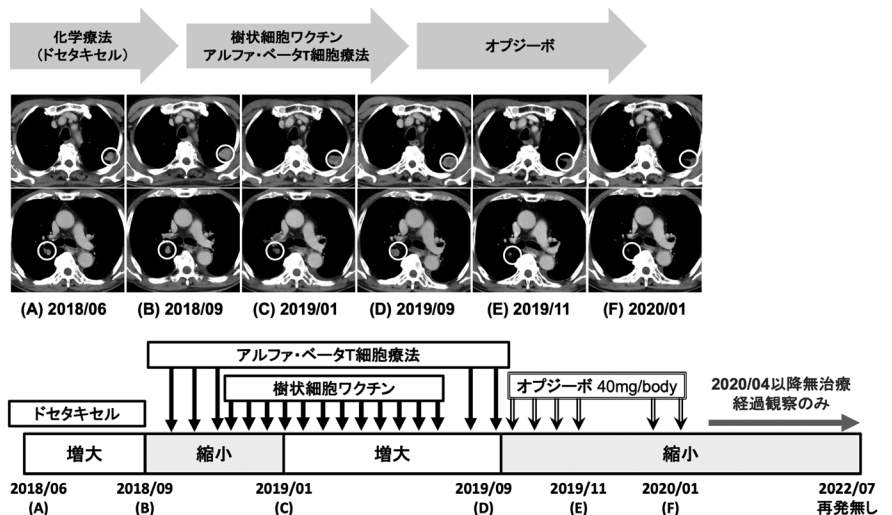 化学療法
（ドセタキセル）
樹状細胞ワクチン
アルファ・ベータT細胞療法
オプジーボ
(A) 2018/06
(B) 2018/09
(C) 2019/01
(D) 2019/09
(E) 2019/11
(F) 2020/01
アルファ・ベータT細胞療法
樹状細胞ワクチン
オプジーボ 40mg/body
2020/04以降無治療
経過観察のみ
ドセタキセル
増大
縮小
増大
縮小
2018/06
(A)
2018/09
(B)
2019/01
(C)
2019/09
(D)
2019/11
(E)
2020/01
(F)
2022/07
再発無し